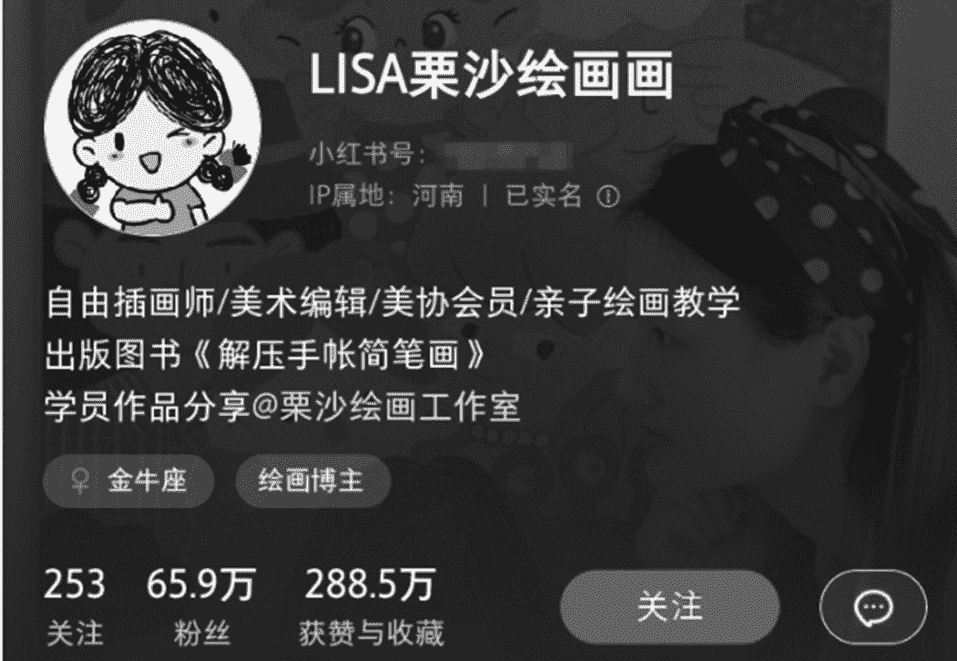 LISA栗沙绘画画
小红书号：
IP属地：河南 | 已实名
自由插画师/美术编辑/美协会员/亲子绘画教学
出版图书《解压手帐简笔画》
学员作品分享@栗沙绘画工作室
♀ 金牛座 绘画博主
253 65.9万 288.5万
关注 粉丝 获赞与收藏
关注